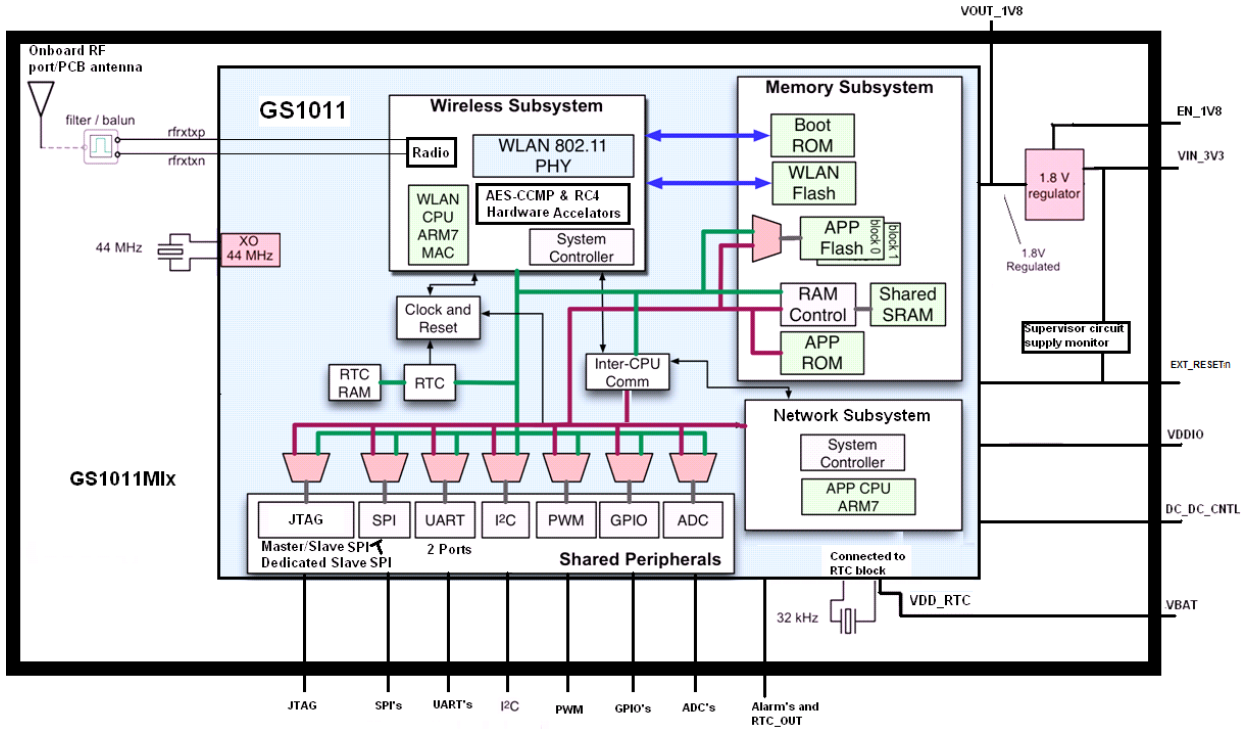 VOUT_1V8
Onboard RF
port/PCB antenna
filter / balun
rfrxtxp
rfrxtxn
GS1011
Wireless Subsystem
Radio
WLAN 802.11
PHY
WLAN
CPU
ARM7
MAC
AES-CCMP & RC4
Hardware Accelators
System
Controller
Memory Subsystem
Boot
ROM
WLAN
Flash
APP
Flash
block 0
block 1
RAM
Control
Shared
SRAM
APP
ROM
EN_1V8
VIN_3V3
1.8 V
regulator
1.8V
Regulated
44 MHz
XO
44 MHz
Clock and
Reset
RTC
RAM
RTC
Inter-CPU
Comm
Supervisor circuit
supply monitor
EXT_RESETn
Network Subsystem
System
Controller
APP CPU
ARM7
VDDIO
DC_DC_CNTL
GS1011MIx
JTAG
SPI
UART
I²C
PWM
GPIO
ADC
Master/Slave SPI
Dedicated Slave SPI
2 Ports
Shared Peripherals
Connected to
RTC block
VDD_RTC
32 kHz
VBAT
JTAG
SPI's
UART's
I²C
PWM
GPIO's
ADC's
Alarm's and
RTC_OUT